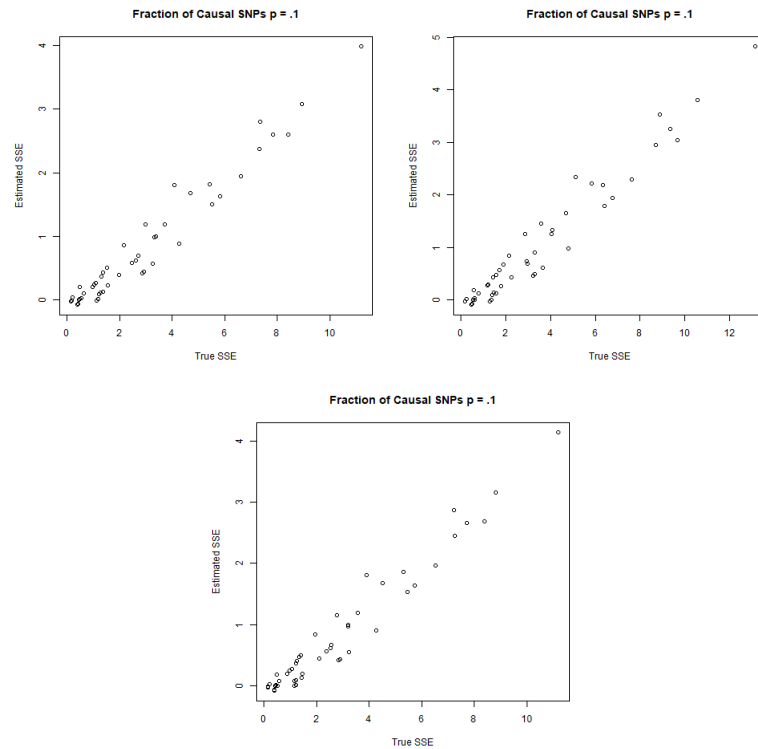 Fraction of Causal SNPs p = .1
4
3
2
1
0
Estimated SSE
0 2 4 6 8 10
True SSE
Fraction of Causal SNPs p = .1
5
4
3
2
1
0
Estimated SSE
0 2 4 6 8 10 12
True SSE
Fraction of Causal SNPs p = .1
4
3
2
1
0
Estimated SSE
0 2 4 6 8 10
True SSE